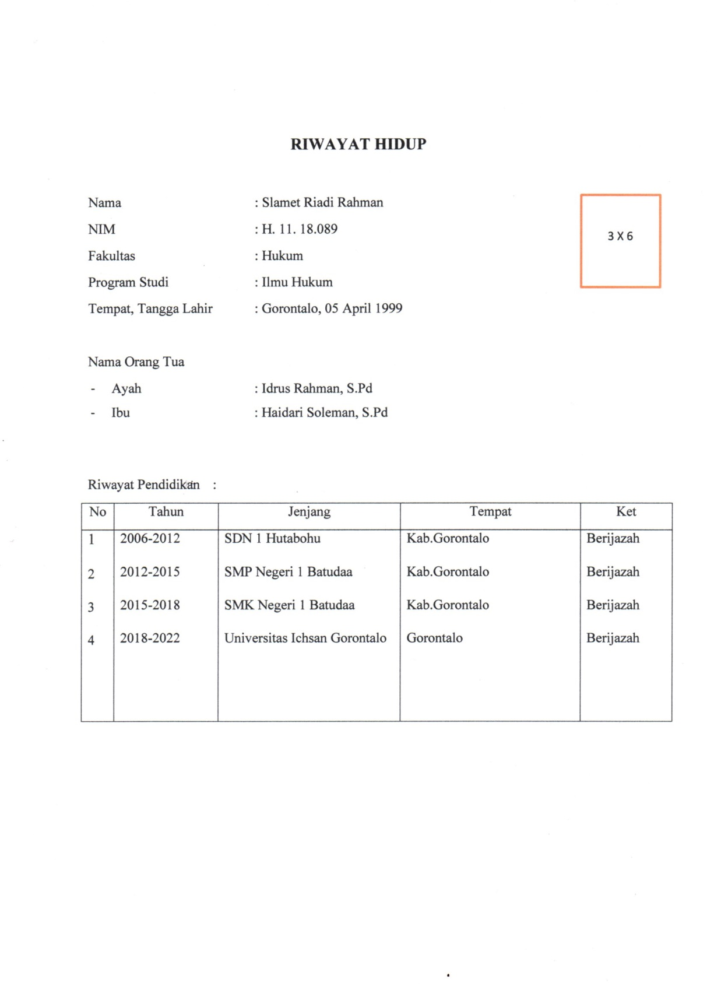 RIWAYAT HIDUP
Nama : Slamet Riadi Rahman
NIM : H. 11. 18.089
Fakultas : Hukum
Program Studi : Ilmu Hukum
Tempat, Tangga Lahir : Gorontalo, 05 April 1999
3 X 6
Nama Orang Tua
- Ayah : Idrus Rahman, S.Pd
- Ibu : Haidari Soleman, S.Pd
Riwayat Pendidikan :
No Tahun Jenjang Tempat Ket
1 2006-2012 SDN 1 Hutabohu Kab.Gorontalo Berijazah
2 2012-2015 SMP Negeri 1 Batudaa Kab.Gorontalo Berijazah
3 2015-2018 SMK Negeri 1 Batudaa Kab.Gorontalo Berijazah
4 2018-2022 Universitas Ichsan Gorontalo Gorontalo Berijazah